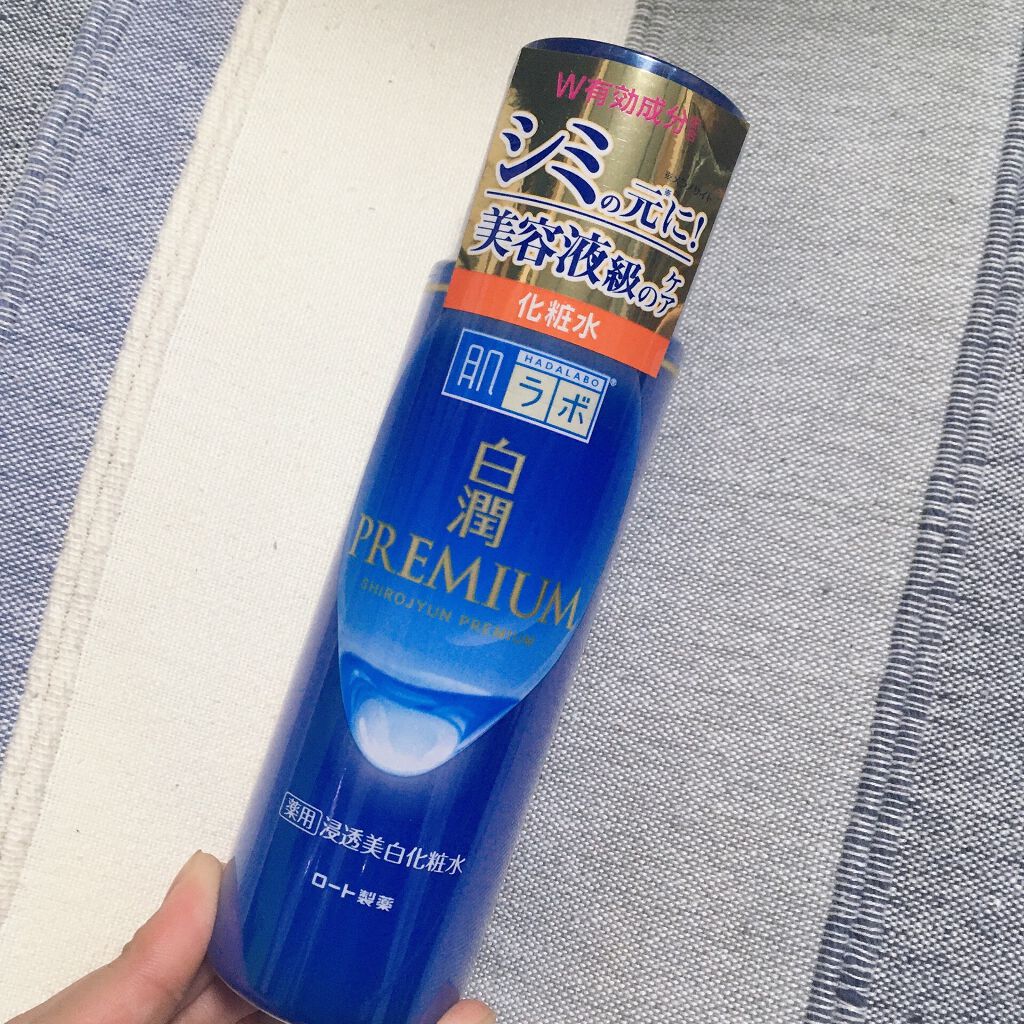 W有効成分
シミの元に!
美容液級のケア
化粧水
HADALABO®
肌ラボ
白潤
PREMIUM
SHIROJYUN PREMIUM
薬用 浸透美白化粧水
ロート製薬